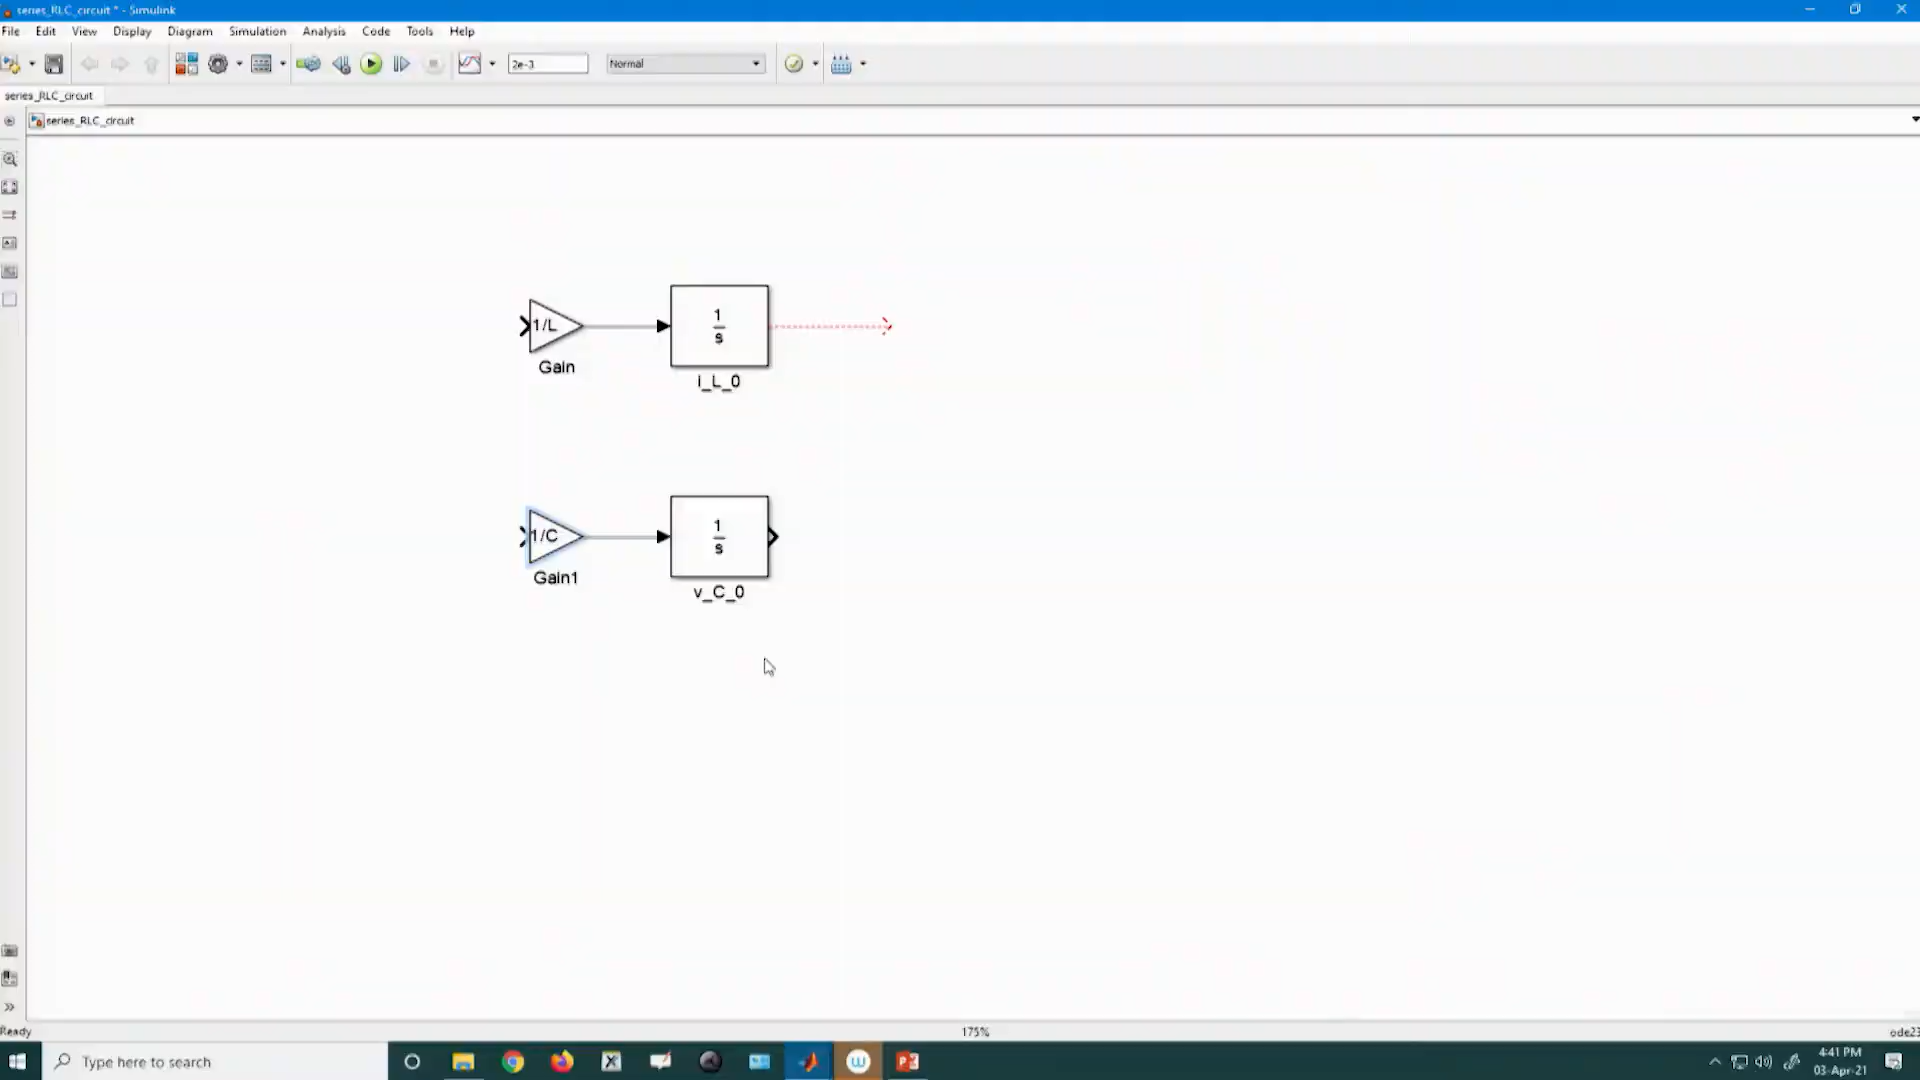 series_RLC_circuit * - Simulink
File Edit View Display Diagram Simulation Analysis Code Tools Help
2e-3 Normal
series_RLC_circuit
series_RLC_circuit
1/L
1
s
Gain
i_L_0
1/C
1
s
Gain1
v_C_0
Ready 175% ode23
Type here to search
4:41 PM
03-Apr-21